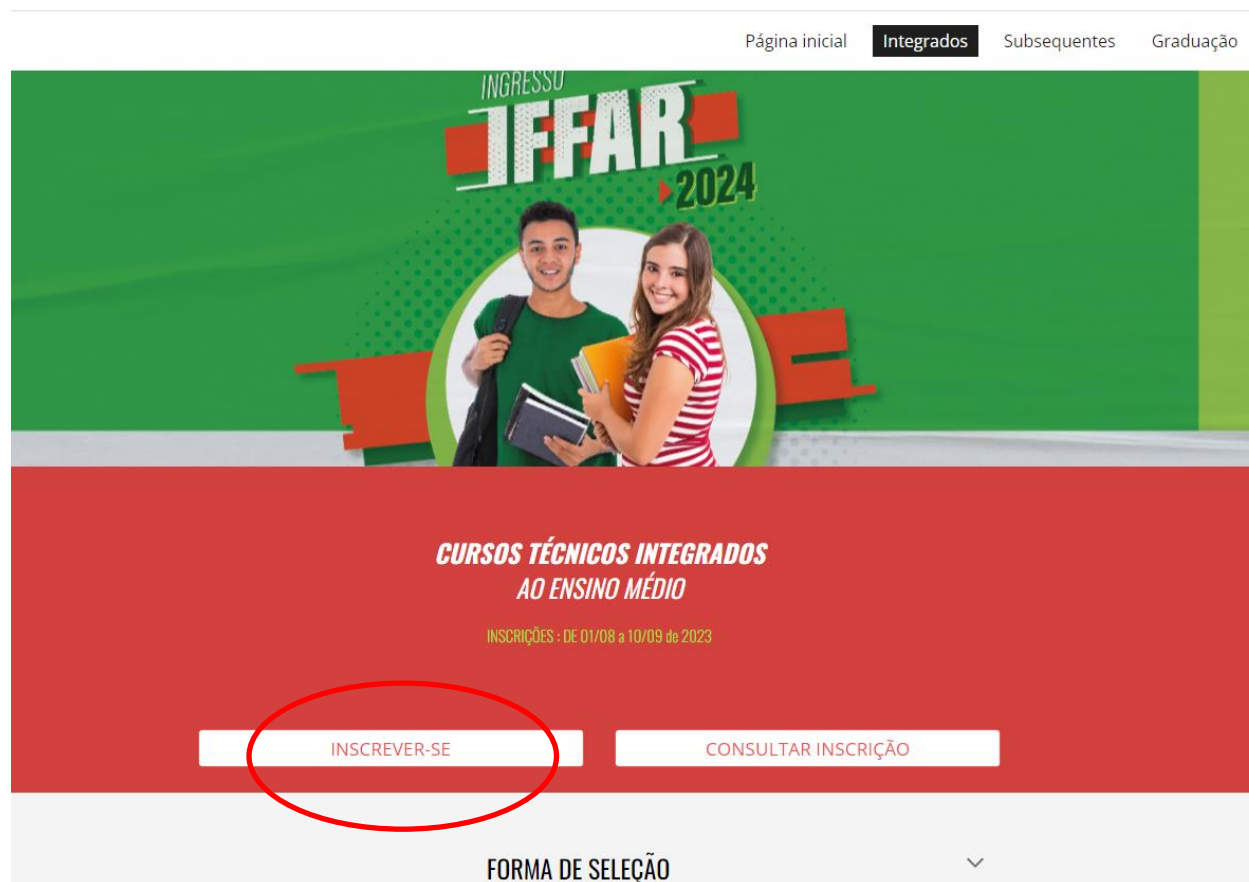 Página inicial Integrados Subsequentes Graduação
INGRESSO
IFFAR
2024
CURSOS TÉCNICOS INTEGRADOS
AO ENSINO MÉDIO
INSCRIÇÕES : DE 01/08 a 10/09 de 2023
INSCREVER-SE CONSULTAR INSCRIÇÃO
FORMA DE SELEÇÃO